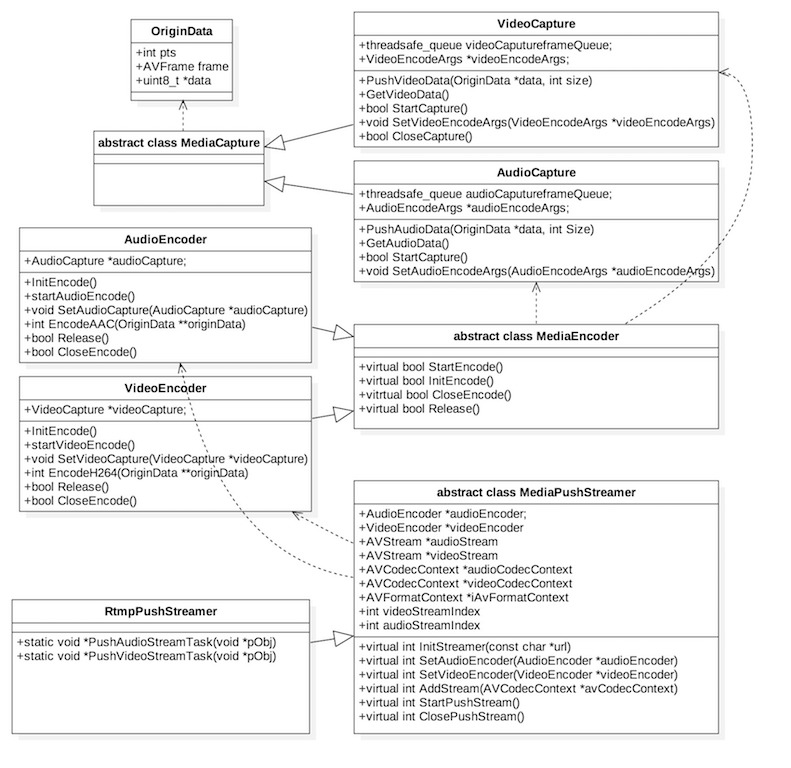 OriginData
+int pts
+AVFrame frame
+uint8_t *data
abstract class MediaCapture
VideoCapture
+threadsafe_queue videoCaputureframeQueue;
+VideoEncodeArgs *videoEncodeArgs;
+PushVideoData(OriginData *data, int size)
+GetVideoData()
+bool StartCapture()
+void SetVideoEncodeArgs(VideoEncodeArgs *videoEncodeArgs)
+bool CloseCapture()
AudioCapture
+threadsafe_queue audioCaputureframeQueue;
+AudioEncodeArgs *audioEncodeArgs;
+PushAudioData(OriginData *data, int Size)
+GetAudioData()
+bool StartCapture()
+void SetAudioEncodeArgs(AudioEncodeArgs *audioEncodeArgs)
AudioEncoder
+AudioCapture *audioCapture;
+InitEncode()
+startAudioEncode()
+void SetAudioCapture(AudioCapture *audioCapture)
+int EncodeAAC(OriginData **originData)
+bool Release()
+bool CloseEncode()
abstract class MediaEncoder
+virtual bool StartEncode()
+virtual bool InitEncode()
+vitrtual bool CloseEncode()
+virtual bool Release()
VideoEncoder
+VideoCapture *videoCapture;
+InitEncode()
+startVideoEncode()
+void SetVideoCapture(VideoCapture *videoCapture)
+int EncodeH264(OriginData **originData)
+bool Release()
+bool CloseEncode()
abstract class MediaPushStreamer
+AudioEncoder *audioEncoder;
+VideoEncoder *videoEncoder
+AVStream *audioStream
+AVStream *videoStream
+AVCodecContext *audioCodecContext
+AVCodecContext *videoCodecContext
+AVFormatContext *iAvFormatContext
+int videoStreamIndex
+int audioStreamIndex
+virtual int InitStreamer(const char *url)
+virtual int SetAudioEncoder(AudioEncoder *audioEncoder)
+virtual int SetVideoEncoder(VideoEncoder *videoEncoder)
+virtual int AddStream(AVCodecContext *avCodecContext)
+virtual int StartPushStream()
+virtual int ClosePushStream()
RtmpPushStreamer
+static void *PushAudioStreamTask(void *pObj)
+static void *PushVideoStreamTask(void *pObj)